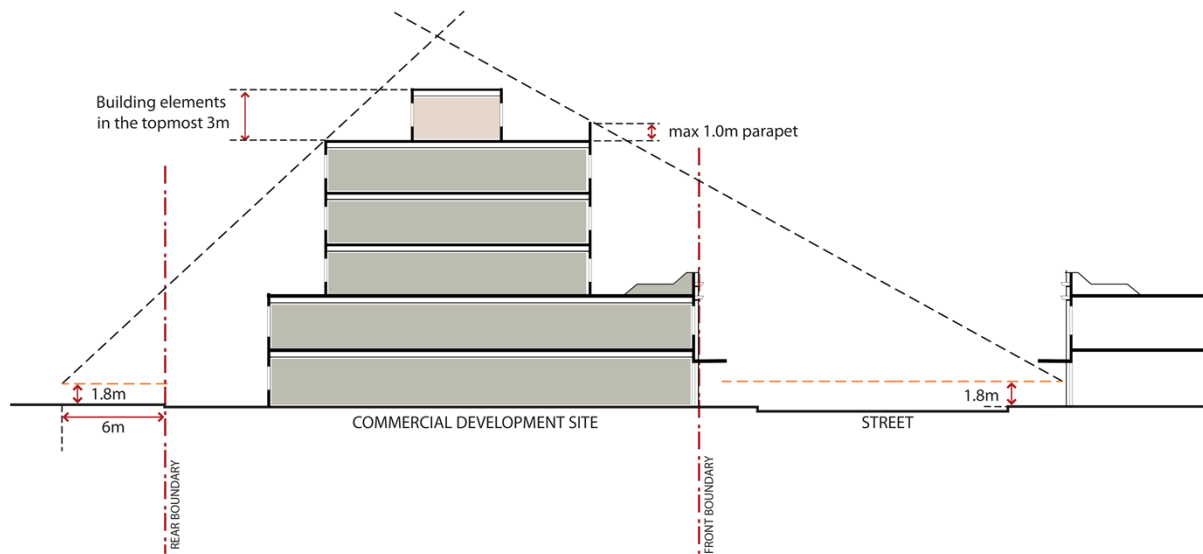 Building elements
in the topmost 3m
max 1.0m parapet
1.8m
1.8m
6m
COMMERCIAL DEVELOPMENT SITE
STREET
REAR BOUNDARY
FRONT BOUNDARY